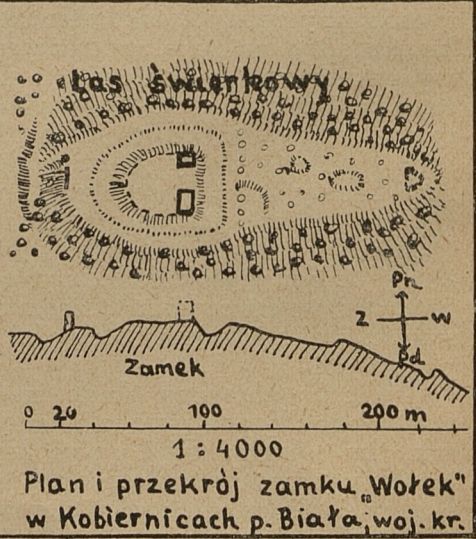 Las świerkowy
Pn
Z W
Pd
Zamek
0 20 100 200 m
1:4000
Plan i przekrój zamku „Wołek"
w Kobiernicach p. Biała, woj. kr.